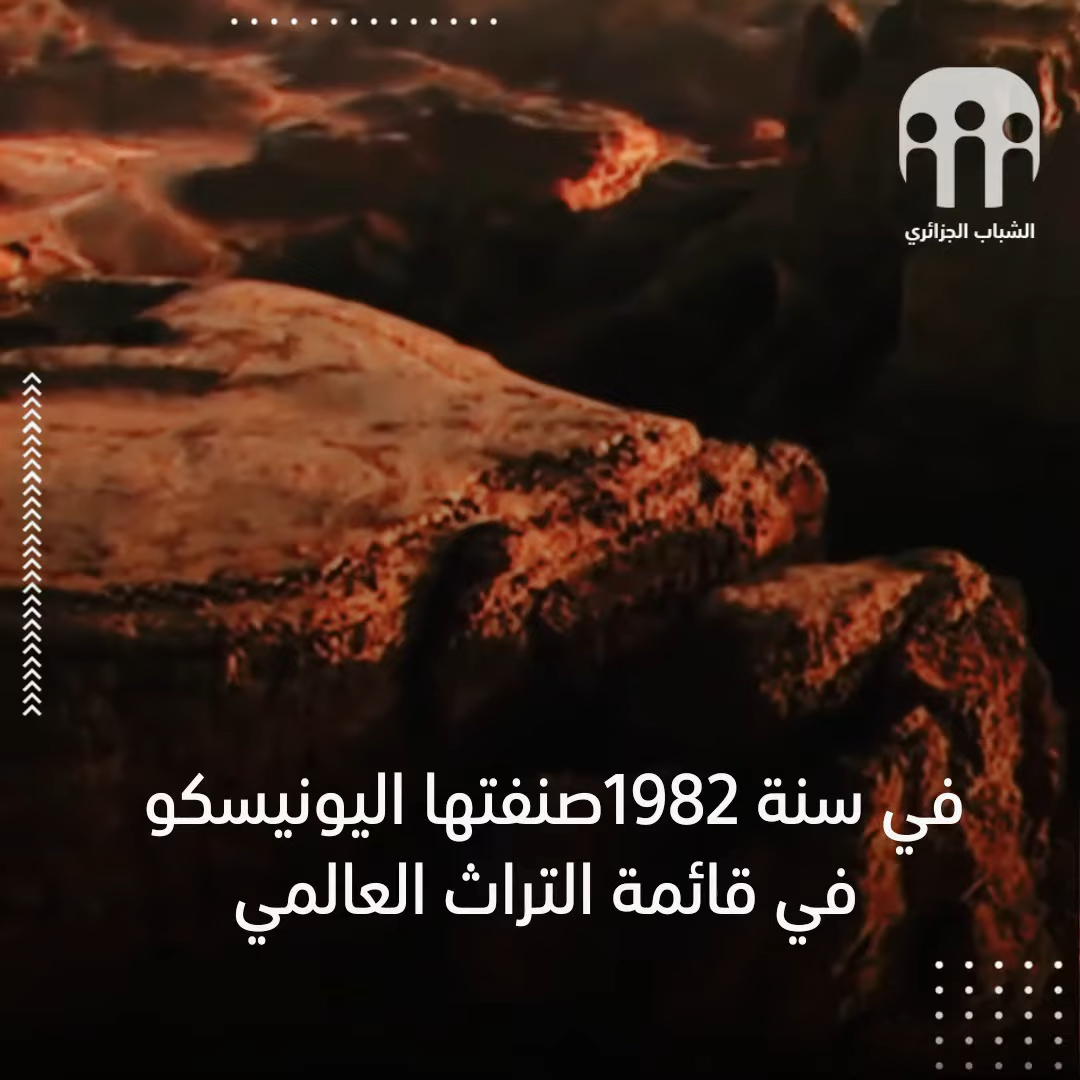 الشباب الجزائري
في سنة 1982صنفتها اليونيسكو
في قائمة التراث العالمي